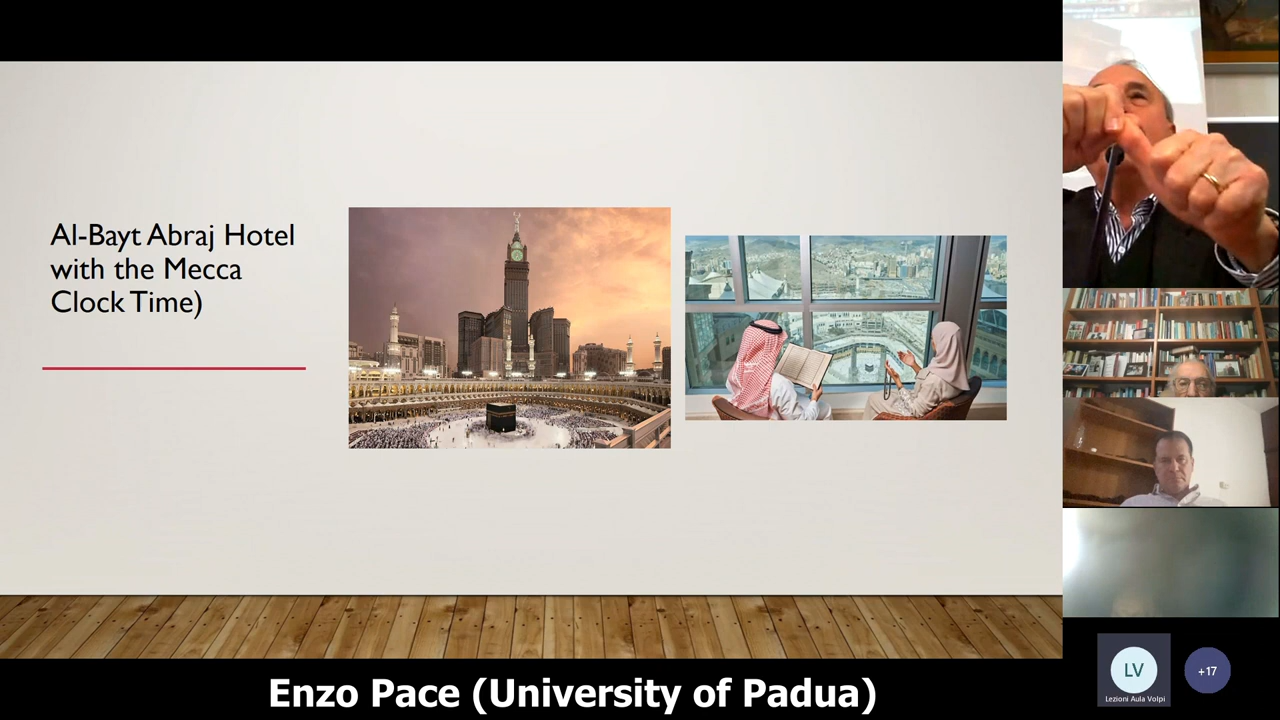 Al-Bayt Abraj Hotel
with the Mecca
Clock Time)
LV
+17
Lezioni Aula Volpi
Enzo Pace (University of Padua)